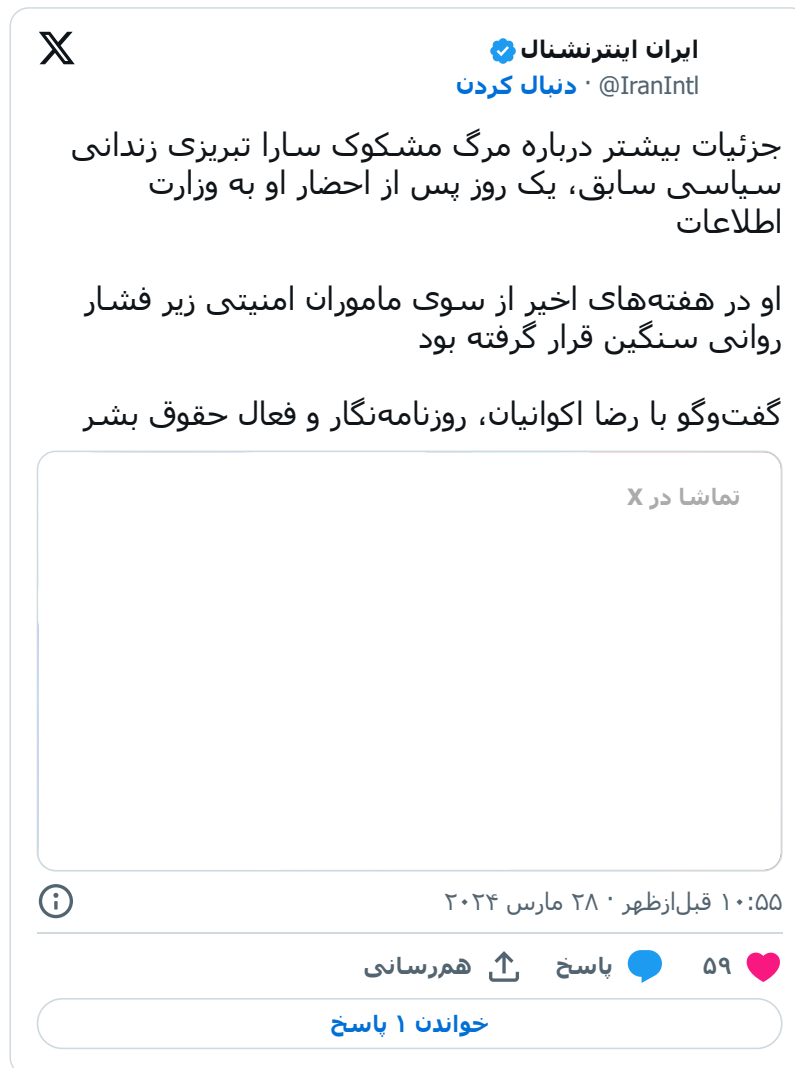 ایران اینترنشنال
@IranIntl · دنبال کردن
جزئیات بیشتر درباره مرگ مشکوک سارا تبریزی زندانی
سیاسی سابق، یک روز پس از احضار او به وزارت
اطلاعات
او در هفته‌های اخیر از سوی ماموران امنیتی زیر فشار
روانی سنگین قرار گرفته بود
گفت‌وگو با رضا اکوانیان، روزنامه‌نگار و فعال حقوق بشر
تماشا در X
۱۰:۵۵ قبل‌ازظهر · ۲۸ مارس ۲۰۲۴
۵۹ پاسخ هم‌رسانی
خواندن ۱ پاسخ